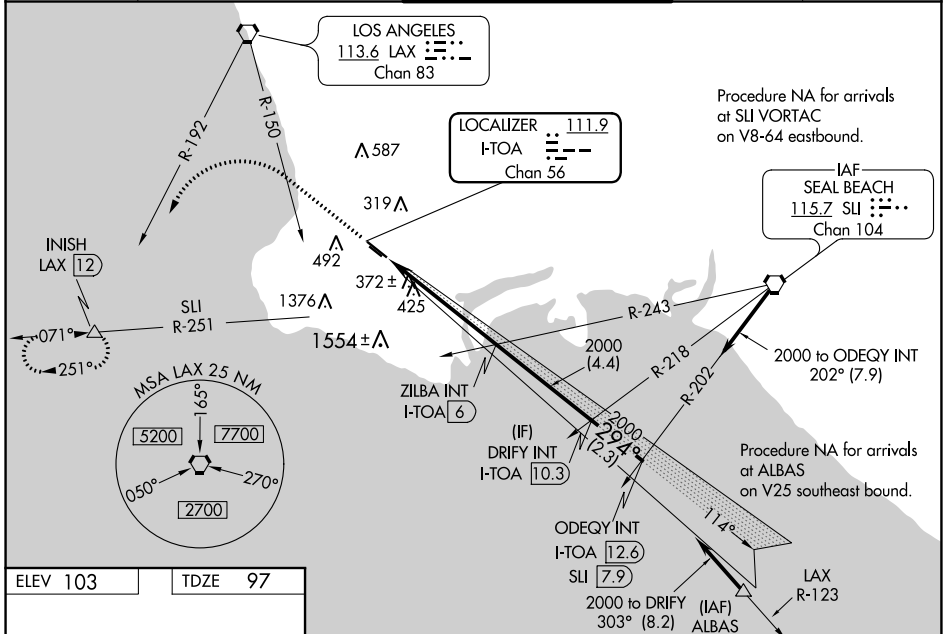 LOS ANGELES
113.6 LAX
Chan 83
R-192
R-150
LOCALIZER 111.9
I-TOA
Chan 56
Procedure NA for arrivals
at SLI VORTAC
on V8-64 eastbound.
IAF
SEAL BEACH
115.7 SLI
Chan 104
587
319
492
372 ±
425
1376
1554 ±
INISH
LAX 12
071°
251°
SLI
R-251
R-243
R-218
R-202
2000
(4.4)
2000 to ODEQY INT
202° (7.9)
ZILBA INT
I-TOA 6
(IF)
DRIFY INT
I-TOA 10.3
2000
294°
(2.3)
Procedure NA for arrivals
at ALBAS
on V25 southeast bound.
114°
MSA LAX 25 NM
165°
5200
7700
050°
270°
2700
ODEQY INT
I-TOA 12.6
SLI 7.9
2000 to DRIFY
303° (8.2)
(IAF)
ALBAS
LAX
R-123
ELEV 103
TDZE 97